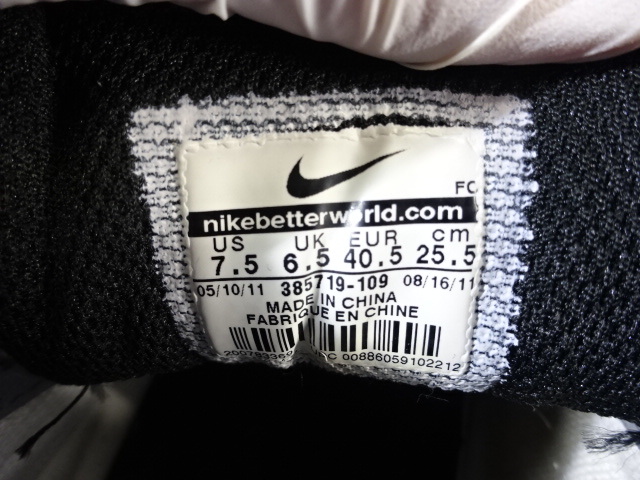 FC
nikebetterworld.com
US UK EUR cm
7.5 6.5 40.5 25.5
05/10/11 385719-109 08/16/11
MADE IN CHINA
FABRIQUE EN CHINE
00886059102212